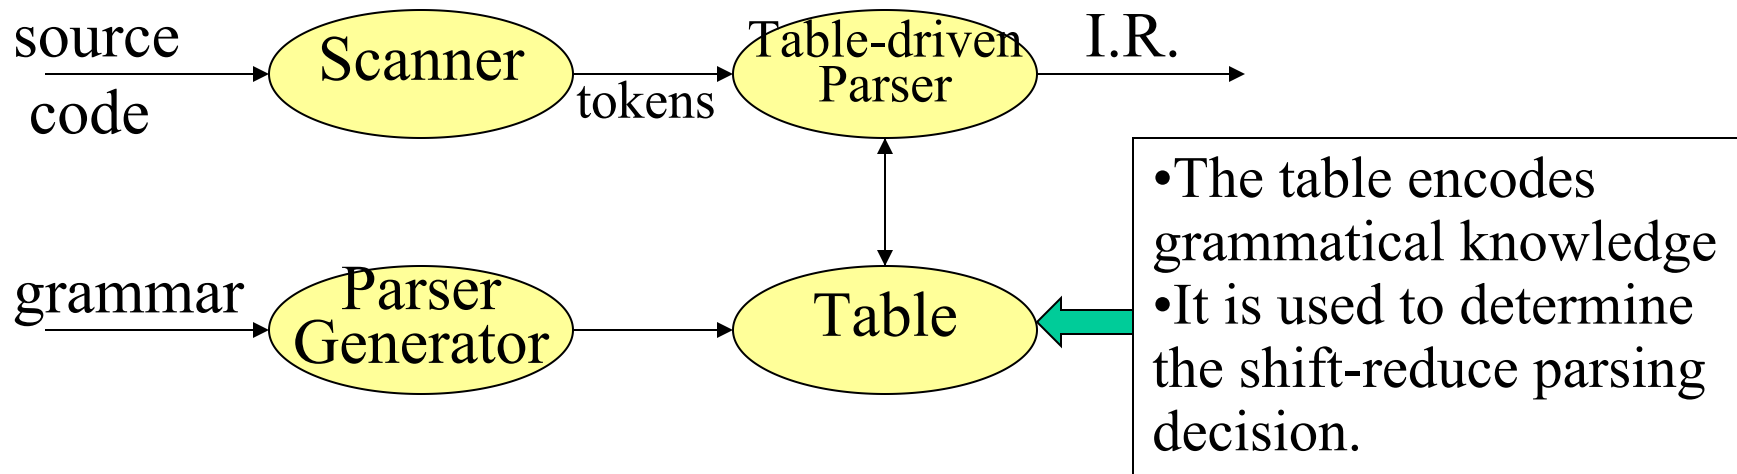 source
code
Scanner
tokens
Table-driven
Parser
I.R.
grammar
Parser
Generator
Table
•The table encodes
grammatical knowledge
•It is used to determine
the shift-reduce parsing
decision.